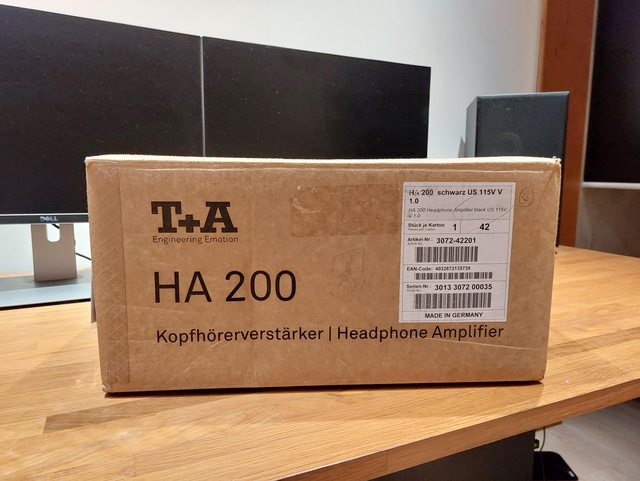 DELL
T+A
Engineering Emotion
HA 200
Kopfhörerverstärker | Headphone Amplifier
HA 200 schwarz US 115V V
1.0
HA 200 Headphone Amplifier black US 115V
V 1.0
Stück je Karton 1 42
Artikel-Nr.: 3072-42201
EAN-Code: 4032872135739
Serien-Nr.: 3013 3072 00035
MADE IN GERMANY